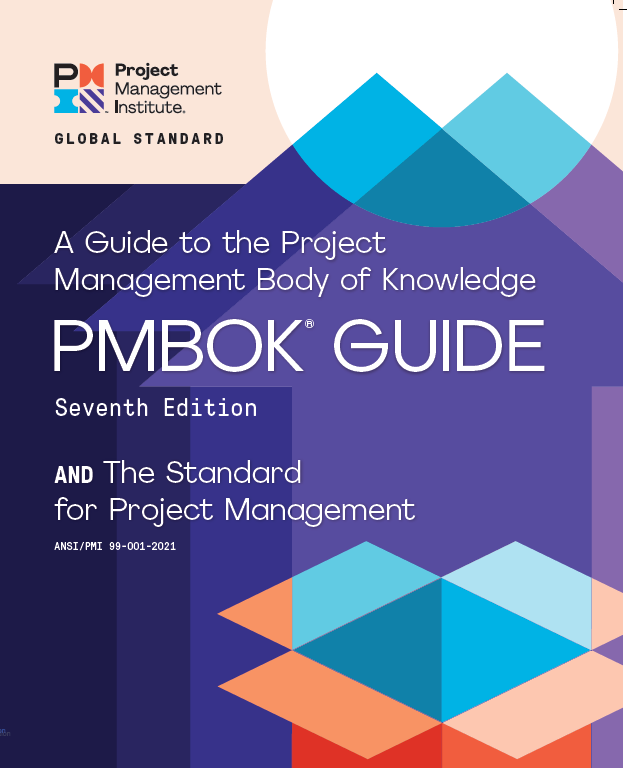 Project
Management
Institute.
GLOBAL STANDARD
A Guide to the Project
Management Body of Knowledge
PMBOK® GUIDE
Seventh Edition
AND The Standard
for Project Management
ANSI/PMI 99-001-2021